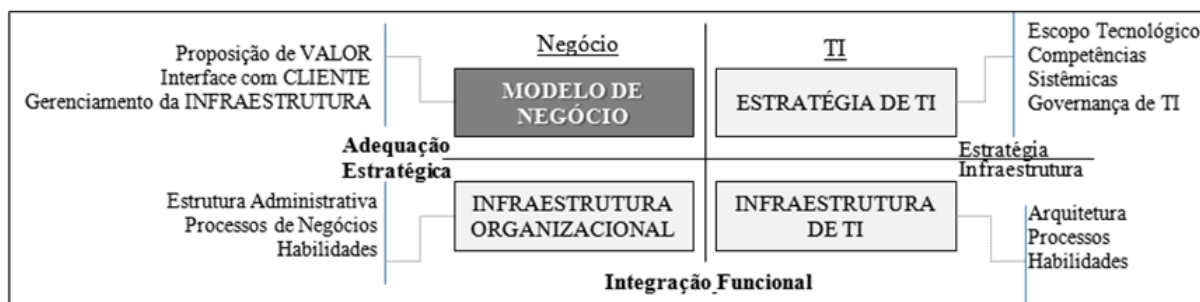 Negócio
TI
Proposição de VALOR
Interface com CLIENTE
Gerenciamento da INFRAESTRUTURA
MODELO DE
NEGÓCIO
ESTRATÉGIA DE TI
Escopo Tecnológico
Competências
Sistêmicas
Governança de TI
Adequação
Estratégica
Estratégia
Infraestrutura
Estrutura Administrativa
Processos de Negócios
Habilidades
INFRAESTRUTURA
ORGANIZACIONAL
INFRAESTRUTURA
DE TI
Arquitetura
Processos
Habilidades
Integração Funcional